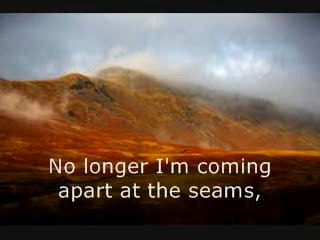 No longer I'm coming
apart at the seams,